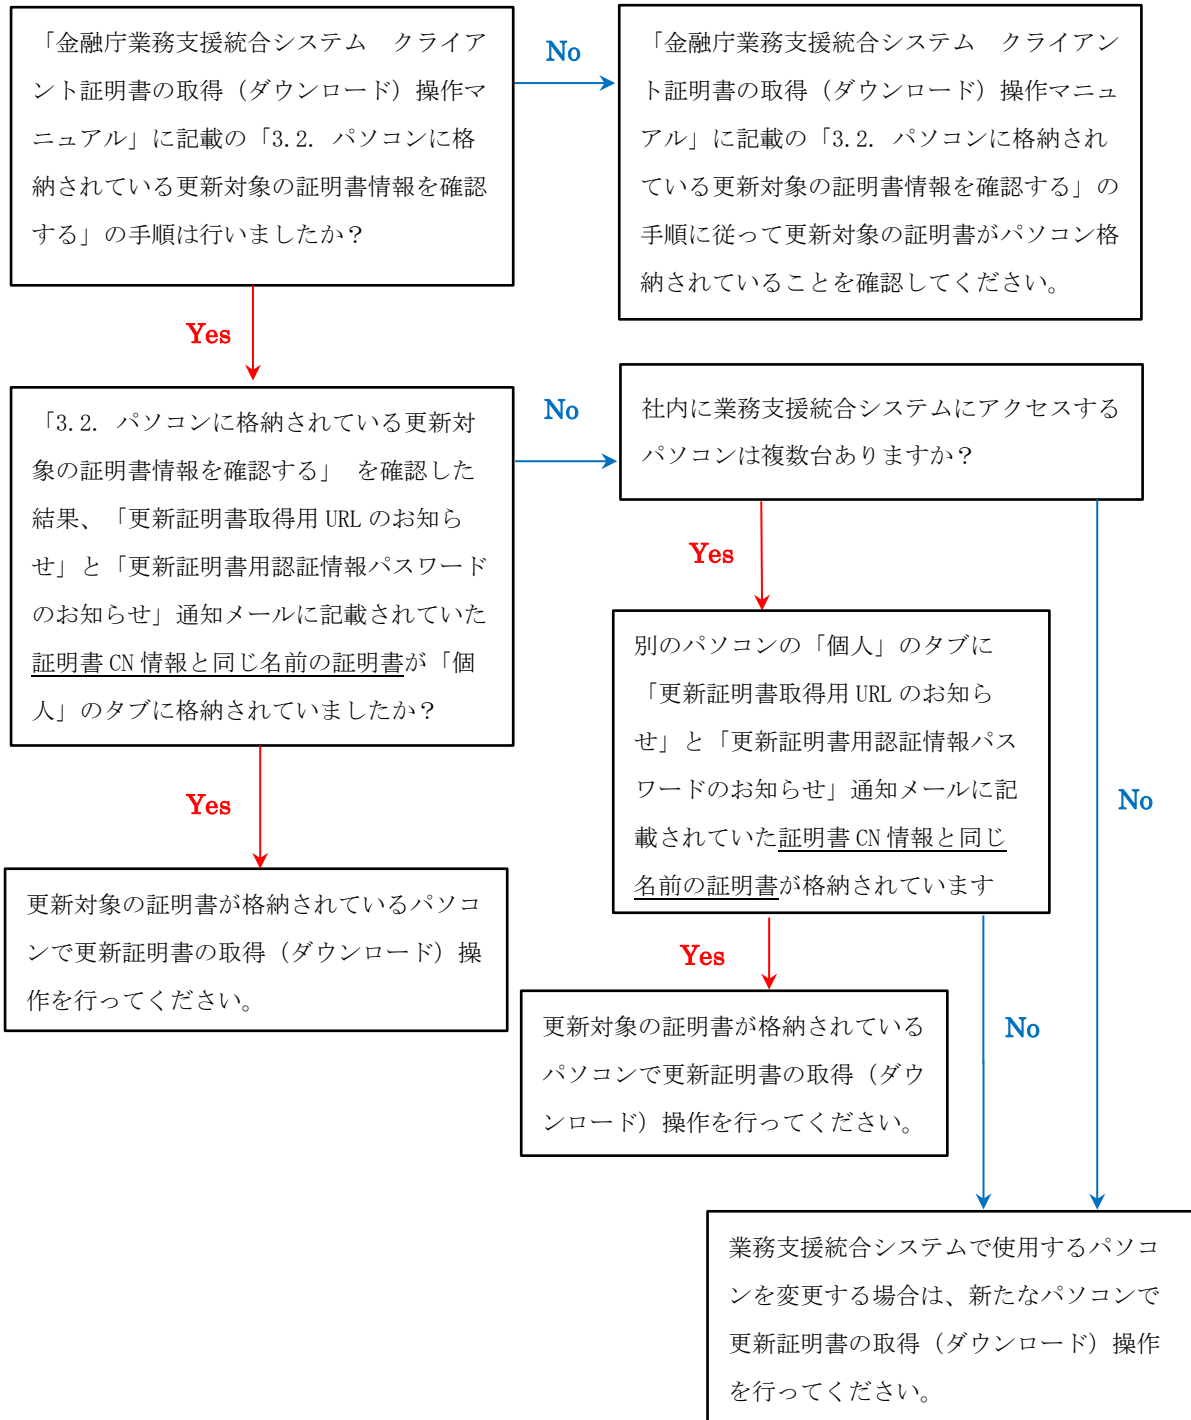 「金融庁業務支援統合システム　クライア
ント証明書の取得（ダウンロード）操作マ
ニュアル」に記載の「3.2. パソコンに格
納されている更新対象の証明書情報を確認
する」の手順は行いましたか？
No
「金融庁業務支援統合システム　クライアン
ト証明書の取得（ダウンロード）操作マニュ
アル」に記載の「3.2. パソコンに格納され
ている更新対象の証明書情報を確認する」の
手順に従って更新対象の証明書がパソコン格
納されていることを確認してください。
Yes
「3.2. パソコンに格納されている更新対
象の証明書情報を確認する」 を確認した
結果、「更新証明書取得用 URL のお知ら
せ」と「更新証明書用認証情報パスワード
のお知らせ」通知メールに記載されていた
証明書 CN 情報と同じ名前の証明書が「個
人」のタブに格納されていましたか？
No
社内に業務支援統合システムにアクセスする
パソコンは複数台ありますか？
Yes
別のパソコンの「個人」のタブに
「更新証明書取得用 URL のお知ら
せ」と「更新証明書用認証情報パス
ワードのお知らせ」通知メールに記
載されていた証明書 CN 情報と同じ
名前の証明書が格納されています
No
Yes
更新対象の証明書が格納されているパソコ
ンで更新証明書の取得（ダウンロード）操
作を行ってください。
Yes
更新対象の証明書が格納されている
パソコンで更新証明書の取得（ダウ
ンロード）操作を行ってください。
No
業務支援統合システムで使用するパソコ
ンを変更する場合は、新たなパソコンで
更新証明書の取得（ダウンロード）操作
を行ってください。